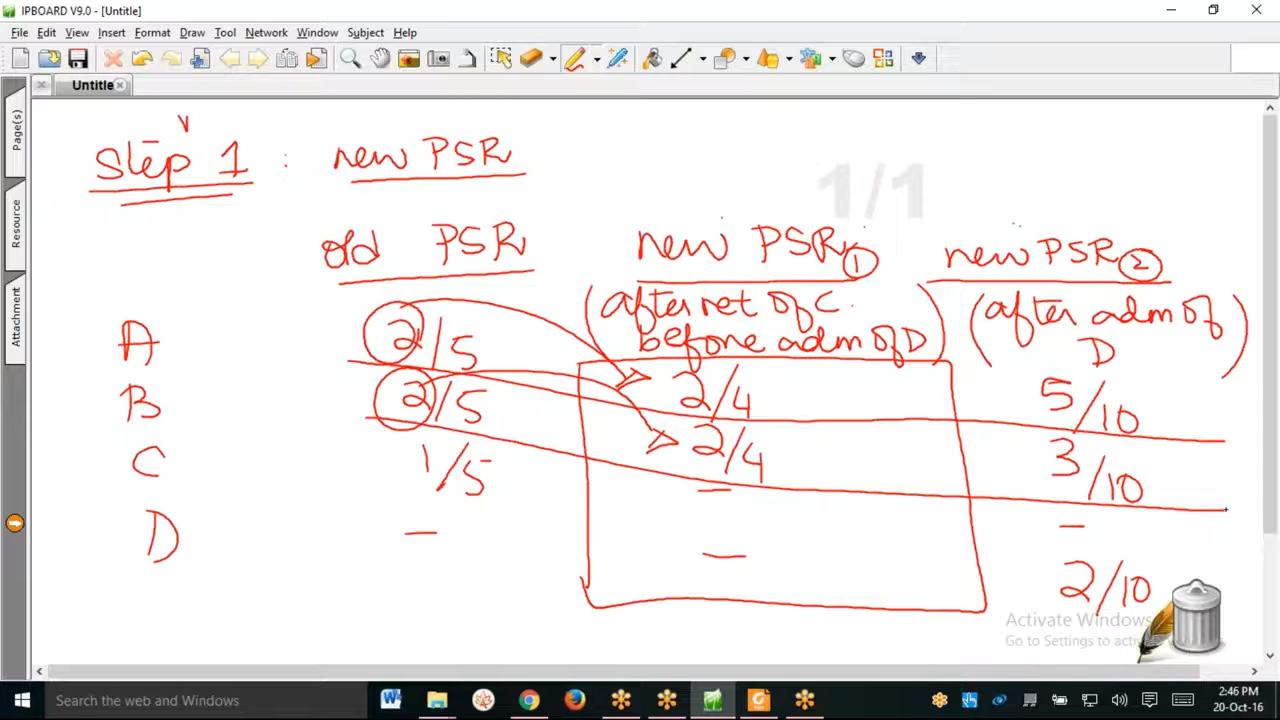 IPBOARD V9.0 - [Untitle]
File Edit View Insert Format Draw Tool Network Window Subject Help
Untitle
Page(s)
Resource
Attachment
1/1
Step 1 : new PSR
old PSR new PSR ① new PSR ②
(after ret of C before adm of D) (after adm of D)
A 2/5 2/4 5/10
B 2/5 2/4 3/10
C 1/5 — —
D — — 2/10
Activate Windows
Go to Settings to activ
Search the web and Windows
2:46 PM
20-Oct-16